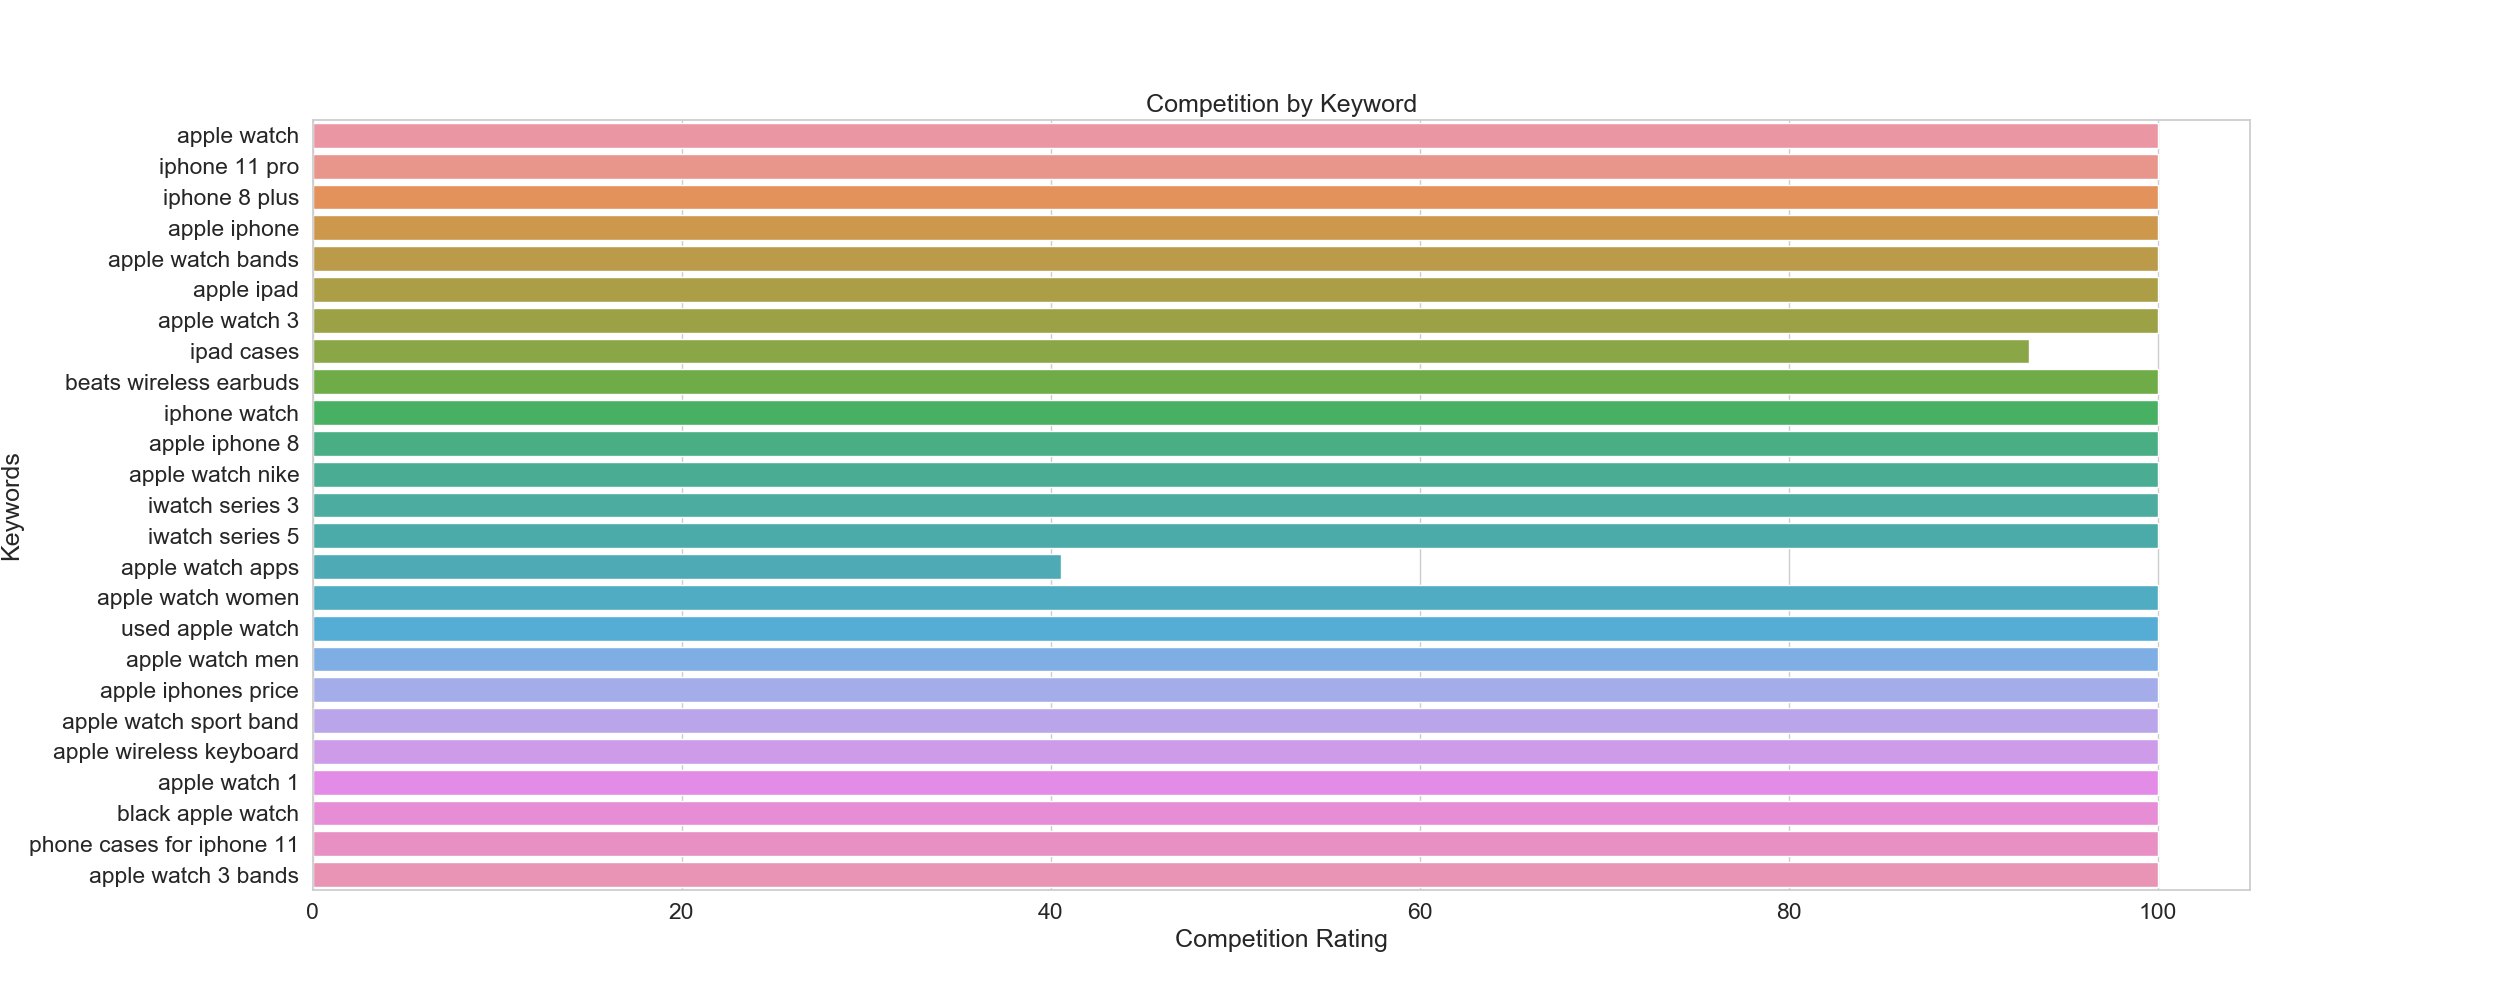 Competition by Keyword
apple watch
iphone 11 pro
iphone 8 plus
apple iphone
apple watch bands
apple ipad
apple watch 3
ipad cases
beats wireless earbuds
iphone watch
apple iphone 8
apple watch nike
iwatch series 3
iwatch series 5
apple watch apps
apple watch women
used apple watch
apple watch men
apple iphones price
apple watch sport band
apple wireless keyboard
apple watch 1
black apple watch
phone cases for iphone 11
apple watch 3 bands
Keywords
0 20 40 60 80 100
Competition Rating